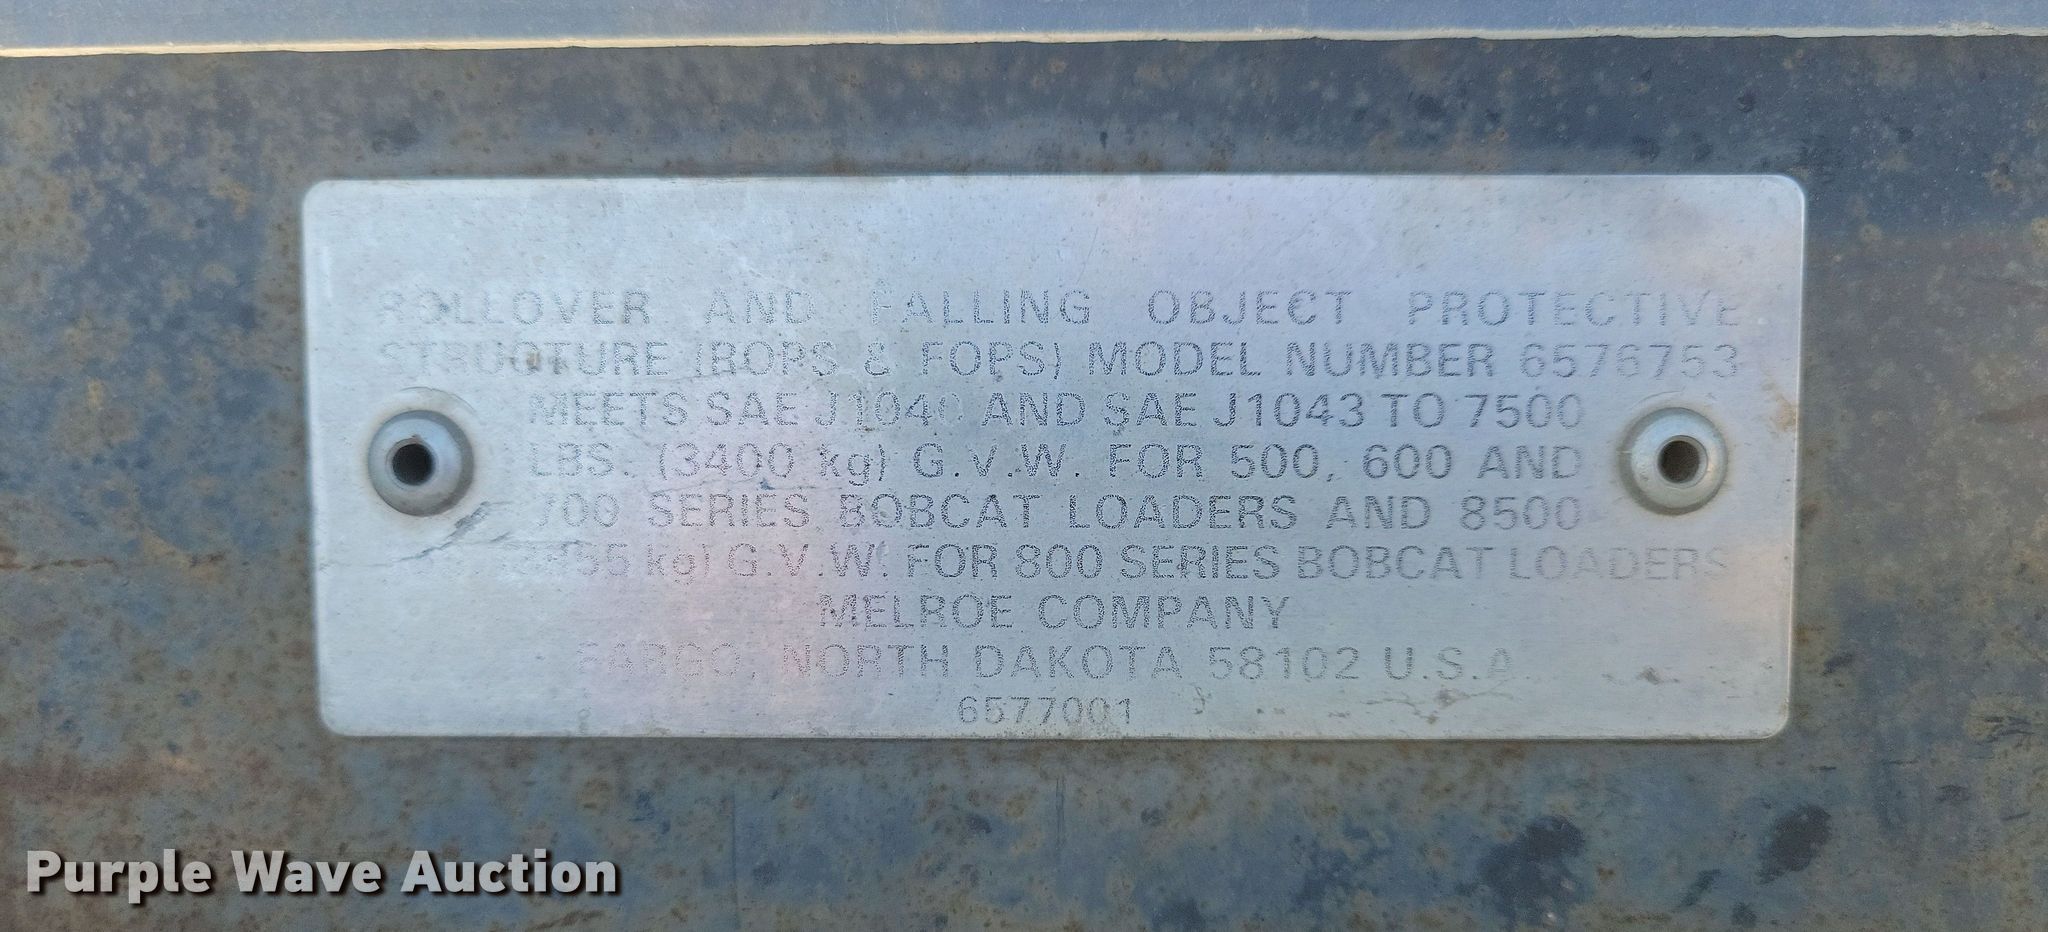 ROLLOVER AND FALLING OBJECT PROTECTIVE
STRUCTURE (ROPS & FOPS) MODEL NUMBER 6576753
MEETS SAE J1040 AND SAE J1043 TO 7500
LBS. (3400 kg) G.V.W. FOR 500, 600 AND
700 SERIES BOBCAT LOADERS AND 8500
kg) G.V.W. FOR 800 SERIES BOBCAT LOADERS
MELROE COMPANY
FARGO, NORTH DAKOTA 58102 U.S.A
6577001
Purple Wave Auction